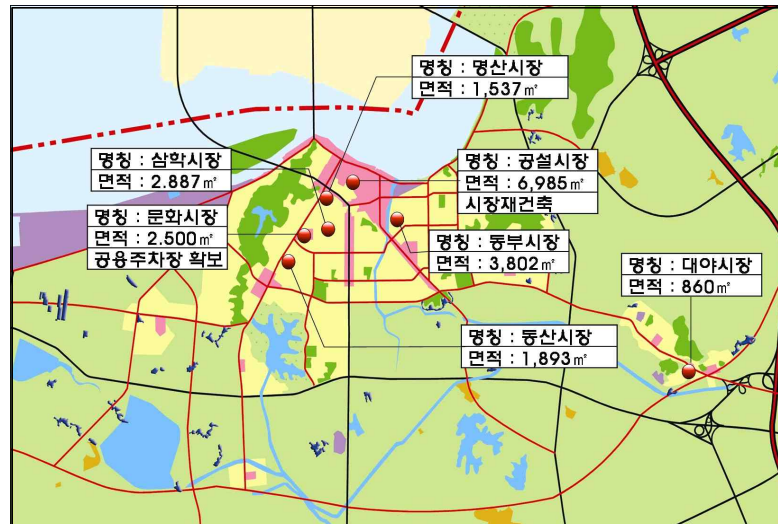 명칭 : 명산시장
면적 : 1,537㎡
명칭 : 삼학시장
면적 : 2.887㎡
명칭 : 공설시장
면적 : 6,985㎡
시장재건축
명칭 : 문화시장
면적 : 2.500㎡
공용주차장 확보
명칭 : 동부시장
면적 : 3,802㎡
명칭 : 대야시장
면적 : 860㎡
명칭 : 동산시장
면적 : 1,893㎡